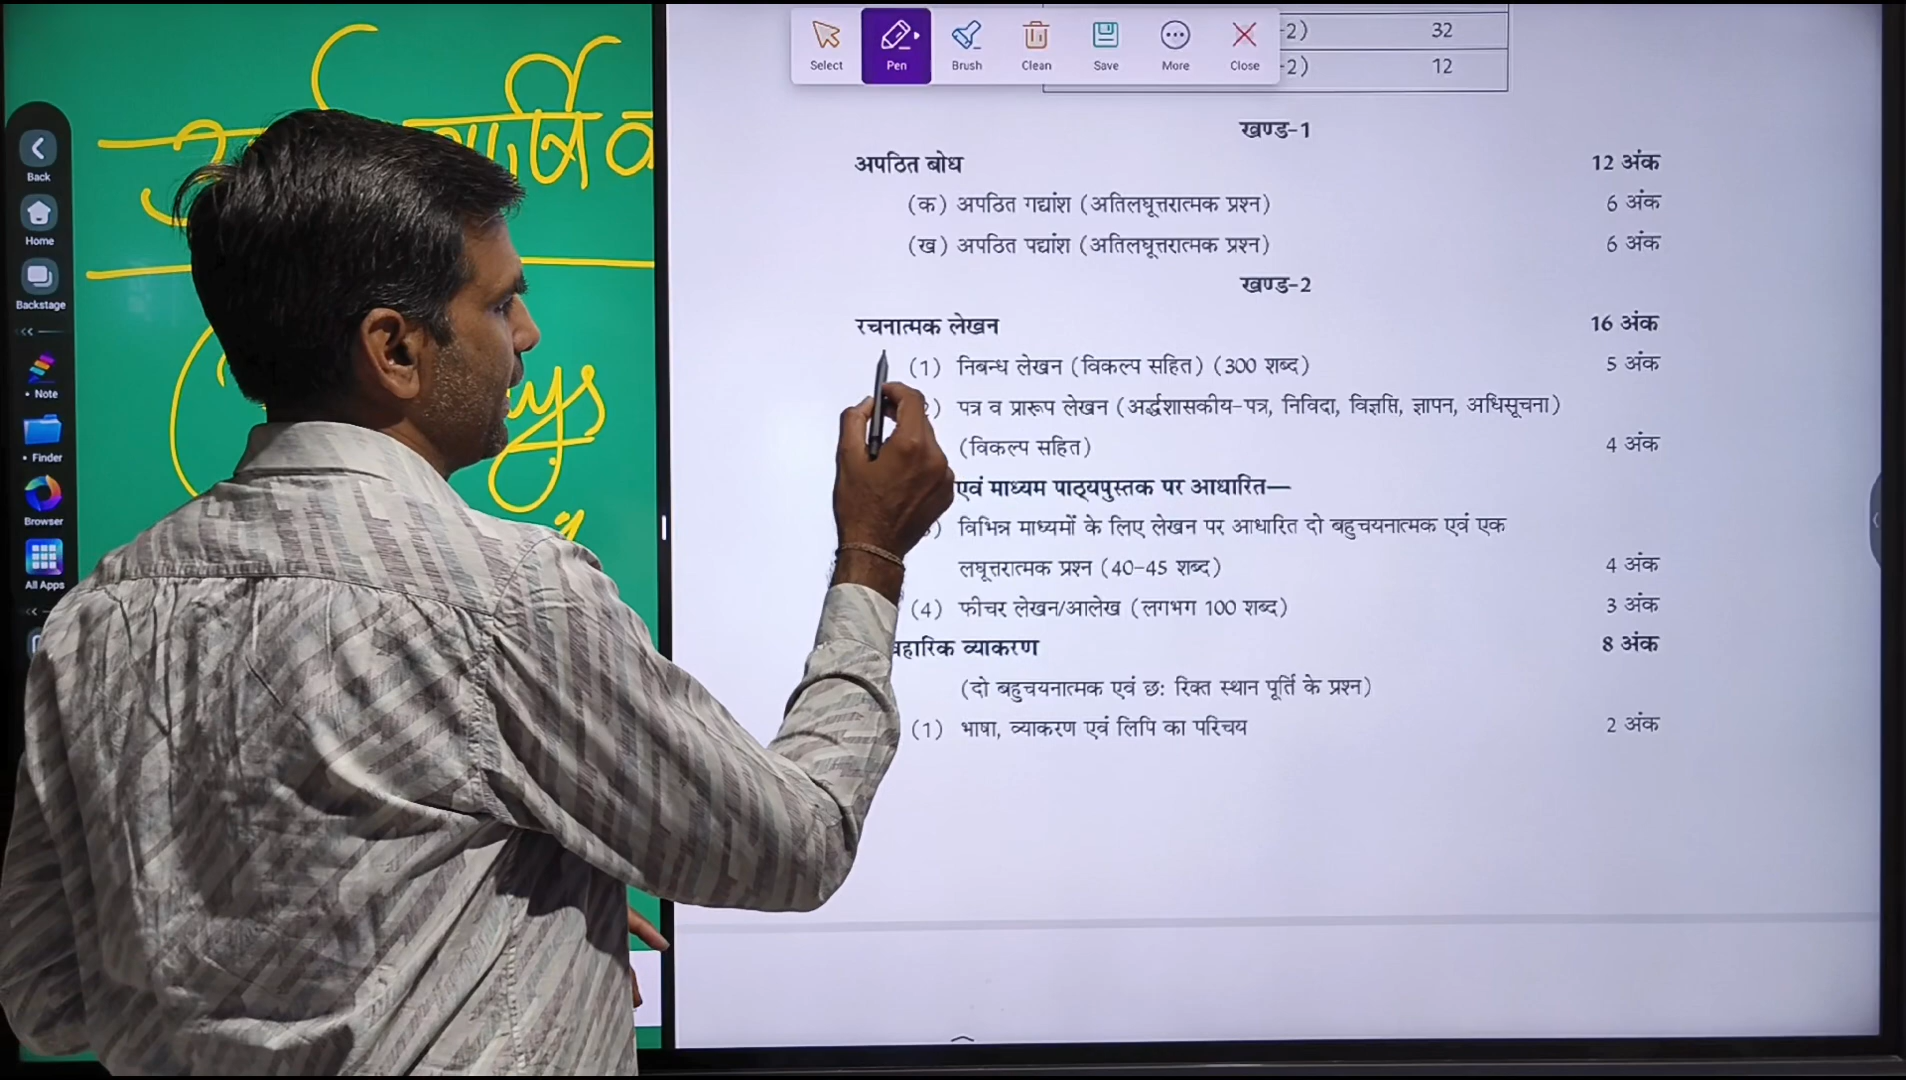 Select
Pen
Brush
Clean
Save
More
Close
-2) 32
-2) 12
खण्ड-1
अपठित बोध 12 अंक
(क) अपठित गद्यांश (अतिलघूत्तरात्मक प्रश्न) 6 अंक
(ख) अपठित पद्यांश (अतिलघूत्तरात्मक प्रश्न) 6 अंक
खण्ड-2
रचनात्मक लेखन 16 अंक
(1) निबन्ध लेखन (विकल्प सहित) (300 शब्द) 5 अंक
) पत्र व प्रारूप लेखन (अर्द्धशासकीय-पत्र, निविदा, विज्ञप्ति, ज्ञापन, अधिसूचना)
(विकल्प सहित) 4 अंक
एवं माध्यम पाठ्यपुस्तक पर आधारित—
) विभिन्न माध्यमों के लिए लेखन पर आधारित दो बहुचयनात्मक एवं एक
लघूत्तरात्मक प्रश्न (40-45 शब्द) 4 अंक
(4) फीचर लेखन/आलेख (लगभग 100 शब्द) 3 अंक
वहारिक व्याकरण 8 अंक
(दो बहुचयनात्मक एवं छः रिक्त स्थान पूर्ति के प्रश्न)
(1) भाषा, व्याकरण एवं लिपि का परिचय 2 अंक
Back
Home
Backstage
Note
Finder
Browser
All Apps